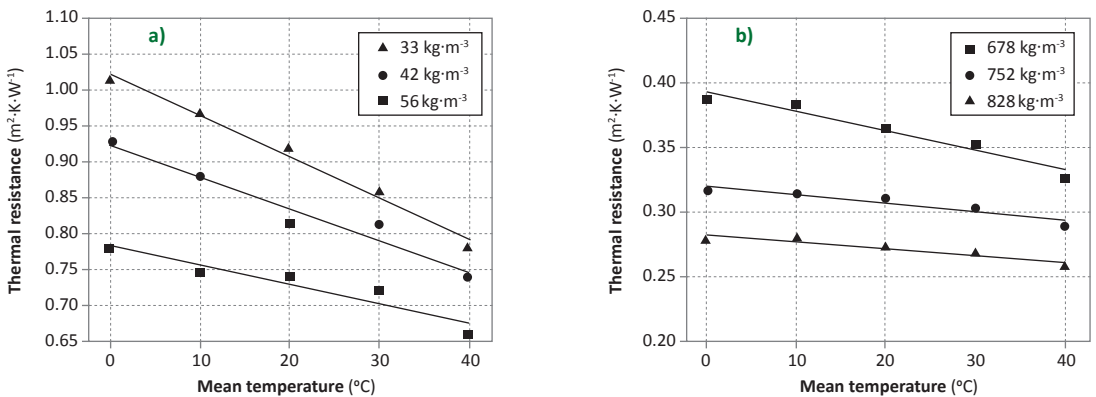 a)
Thermal resistance (m²·K·W⁻¹)
1.10
1.05
1.00
0.95
0.90
0.85
0.80
0.75
0.70
0.65
33 kg·m⁻³
42 kg·m⁻³
56 kg·m⁻³
0 10 20 30 40
Mean temperature (°C)
b)
Thermal resistance (m²·K·W⁻¹)
0.45
0.40
0.35
0.30
0.25
0.20
678 kg·m⁻³
752 kg·m⁻³
828 kg·m⁻³
0 10 20 30 40
Mean temperature (°C)